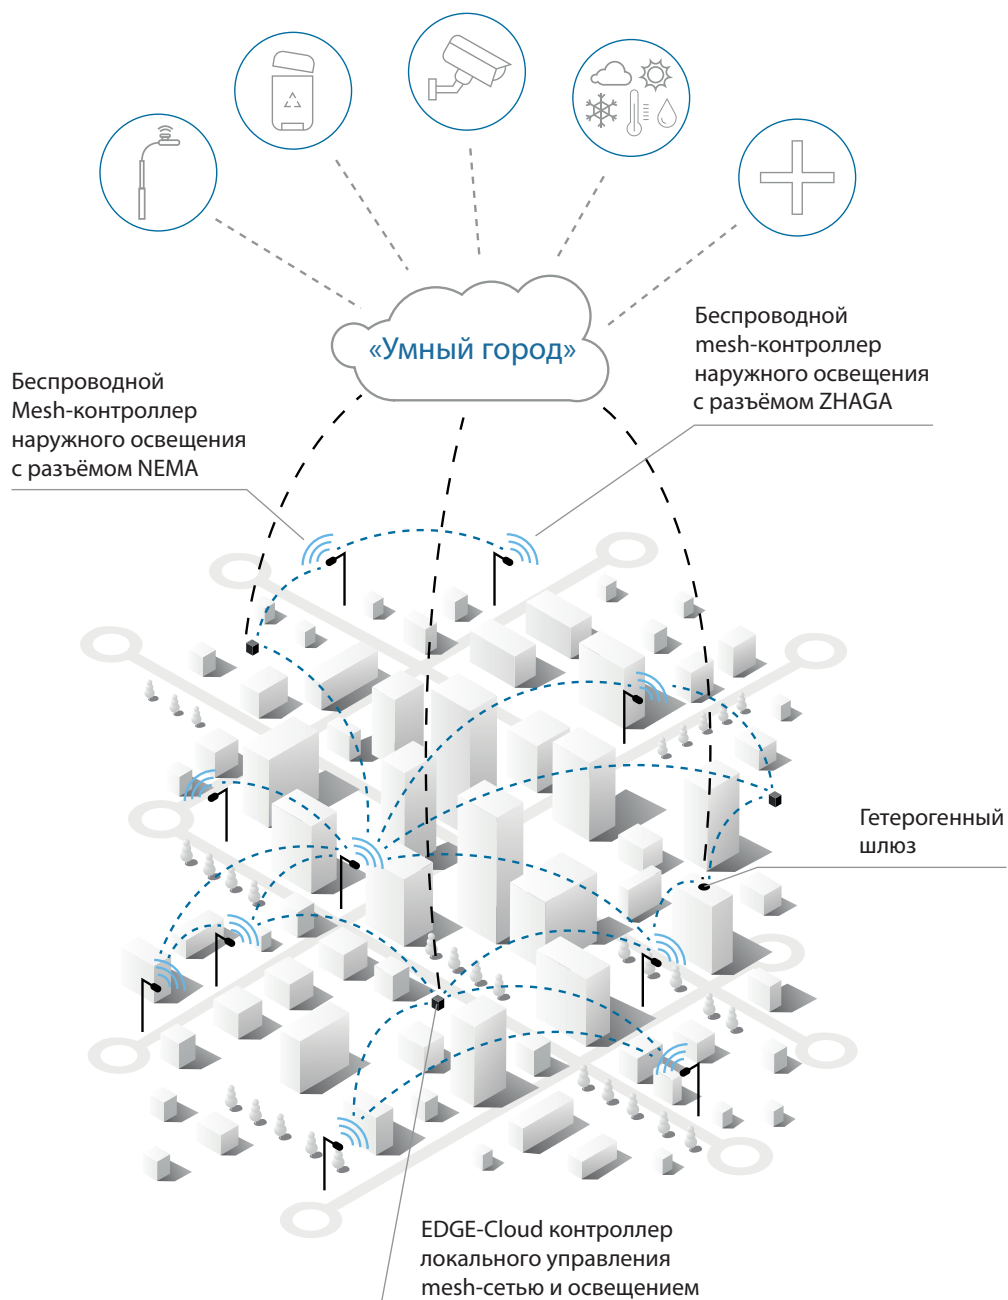 «Умный город»
Беспроводной
mesh-контроллер
наружного освещения
с разъёмом ZHAGA
Беспроводной
Mesh-контроллер
наружного освещения
с разъёмом NEMA
Гетерогенный
шлюз
EDGE-Cloud контроллер
локального управления
mesh-сетью и освещением